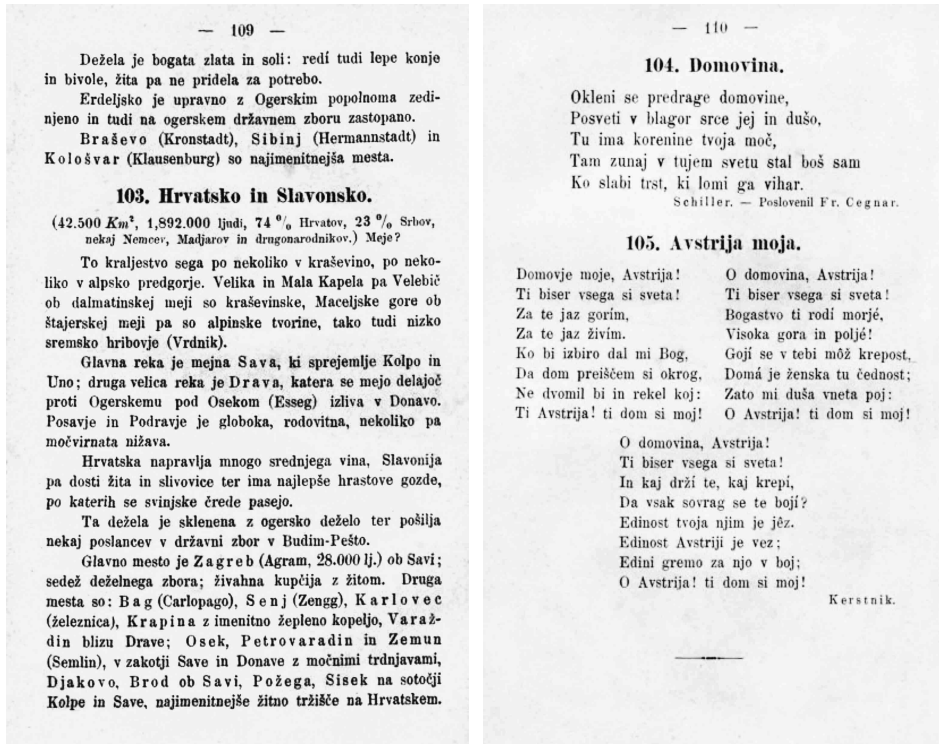 — 109 —
Dežela je bogata zlata in soli: redí tudi lepe konje
in bivole, žita pa ne pridela za potrebo.
Erdeljsko je upravno z Ogerskim popolnoma zedi-
njeno in tudi na ogerskem državnem zboru zastopano.
Braševo (Kronstadt), Sibinj (Hermannstadt) in
Kološvar (Klausenburg) so najimenitnejša mesta.
103. Hrvatsko in Slavonsko.
(42.500 Km², 1,892.000 ljudi, 74 % Hrvatov, 23 % Srbov,
nekaj Nemcev, Madjarov in drugonarodnikov.) Meje?
To kraljestvo sega po nekoliko v kraševino, po neko-
liko v alpsko predgorje. Velika in Mala Kapela pa Velebič
ob dalmatinskej meji so kraševinske, Maceljske gore ob
štajerskej meji pa so alpinske tvorine, tako tudi nizko
sremsko hribovje (Vrdnik).
Glavna reka je mejna Sava, ki sprejemlje Kolpo in
Uno; druga velica reka je Drava, katera se mejo delajoč
proti Ogerskemu pod Osekom (Esseg) izliva v Donavo.
Posavje in Podravje je globoka, rodovitna, nekoliko pa
močvirnata nižava.
Hrvatska napravlja mnogo srednjega vina, Slavonija
pa dosti žita in slivovice ter ima najlepše hrastove gozde,
po katerih se svinjske črede pasejo.
Ta dežela je sklenena z ogersko deželo ter pošilja
nekaj poslancev v državni zbor v Budim-Pešto.
Glavno mesto je Zagreb (Agram, 28.000 lj.) ob Savi;
sedež deželnega zbora; živahna kupčija z žitom. Druga
mesta so: Bag (Carlopago), Senj (Zengg), Karlovec
(železnica), Krapina z imenitno žepleno kopeljo, Varaž-
din blizu Drave; Osek, Petrovaradin in Zemun
(Semlin), v zakotji Save in Donave z močnimi trdnjavami,
Djakovo, Brod ob Savi, Požega, Sisek na sotočji
Kolpe in Save, najimenitnejše žitno tržišče na Hrvatskem.
— 110 —
104. Domovina.
Okleni se predrage domovine,
Posveti v blagor srce jej in dušo,
Tu ima korenine tvoja moč,
Tam zunaj v tujem svetu stal boš sam
Ko slabi trst, ki lomi ga vihar.
Schiller. — Poslovenil Fr. Cegnar.
105. Avstrija moja.
Domovje moje, Avstrija!
Ti biser vsega si sveta!
Za te jaz gorím,
Za te jaz živím.
Ko bi izbiro dal mi Bog,
Da dom preiščem si okrog,
Ne dvomil bi in rekel koj:
Ti Avstrija! ti dom si moj!
O domovina, Avstrija!
Ti biser vsega si sveta!
Bogastvo ti rodí morjé,
Visoka gora in poljé!
Gojí se v tebi môž krepost,
Domá je ženska tu čednost;
Zato mi duša vneta poj:
O Avstrija! ti dom si moj!
O domovina, Avstrija!
Ti biser vsega si sveta!
In kaj drží te, kaj krepí,
Da vsak sovrag se te bojí?
Edinost tvoja njim je jêz.
Edinost Avstriji je vez;
Edini gremo za njo v boj;
O Avstrija! ti dom si moj!
Kerstnik.